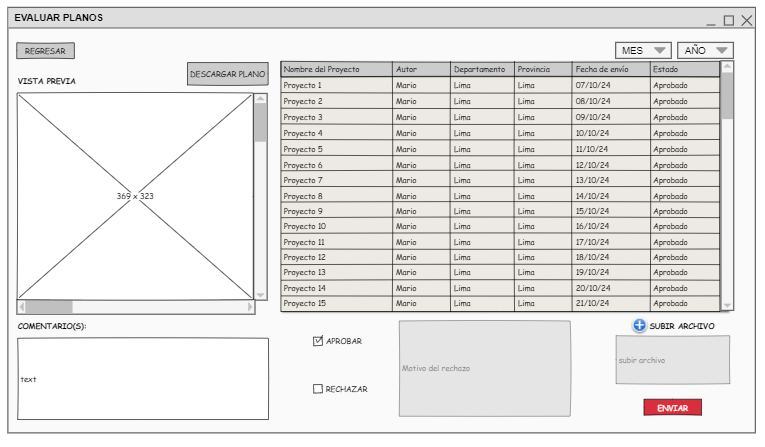 EVALUAR PLANOS
REGRESAR
MES
AÑO
DESCARGAR PLANO
VISTA PREVIA
369 x 323
Nombre del Proyecto Autor Departamento Provincia Fecha de envío Estado
Proyecto 1 Mario Lima Lima 07/10/24 Aprobado
Proyecto 2 Mario Lima Lima 08/10/24 Aprobado
Proyecto 3 Mario Lima Lima 09/10/24 Aprobado
Proyecto 4 Mario Lima Lima 10/10/24 Aprobado
Proyecto 5 Mario Lima Lima 11/10/24 Aprobado
Proyecto 6 Mario Lima Lima 12/10/24 Aprobado
Proyecto 7 Mario Lima Lima 13/10/24 Aprobado
Proyecto 8 Mario Lima Lima 14/10/24 Aprobado
Proyecto 9 Mario Lima Lima 15/10/24 Aprobado
Proyecto 10 Mario Lima Lima 16/10/24 Aprobado
Proyecto 11 Mario Lima Lima 17/10/24 Aprobado
Proyecto 12 Mario Lima Lima 18/10/24 Aprobado
Proyecto 13 Mario Lima Lima 19/10/24 Aprobado
Proyecto 14 Mario Lima Lima 20/10/24 Aprobado
Proyecto 15 Mario Lima Lima 21/10/24 Aprobado
COMENTARIO(S):
text
APROBAR
RECHAZAR
Motivo del rechazo
SUBIR ARCHIVO
subir archivo
ENVIAR